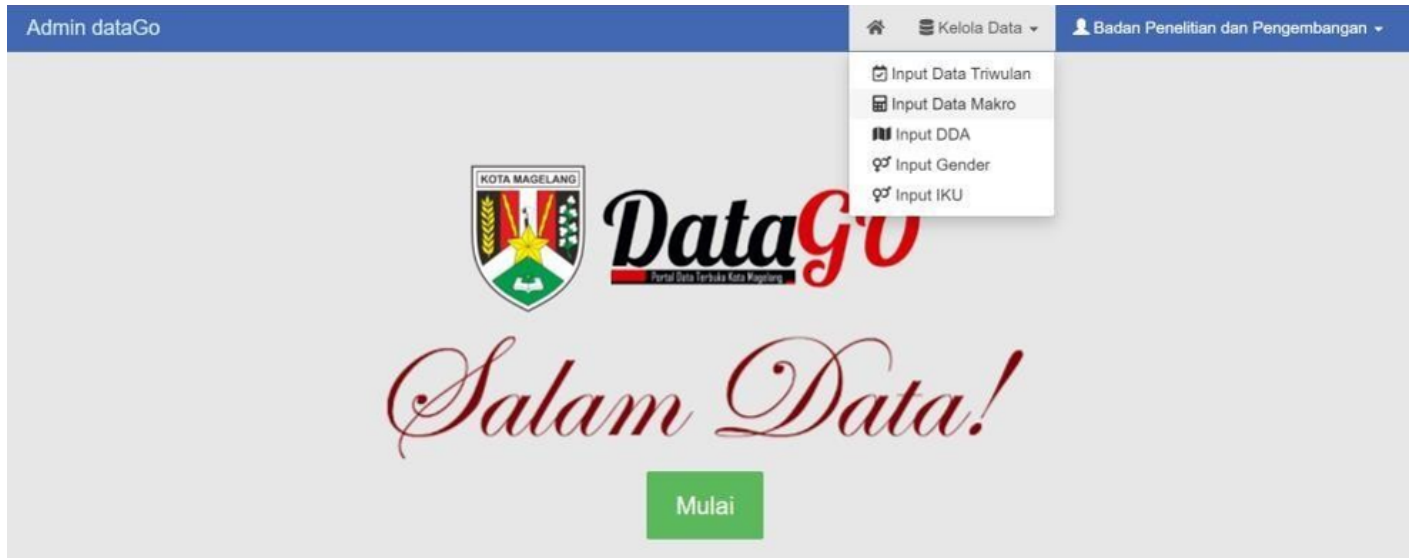 Admin dataGo
Kelola Data
Badan Penelitian dan Pengembangan
Input Data Triwulan
Input Data Makro
Input DDA
Input Gender
Input IKU
KOTA MAGELANG
DataGO
Portal Data Terbuka Kota Magelang
Salam Data!
Mulai